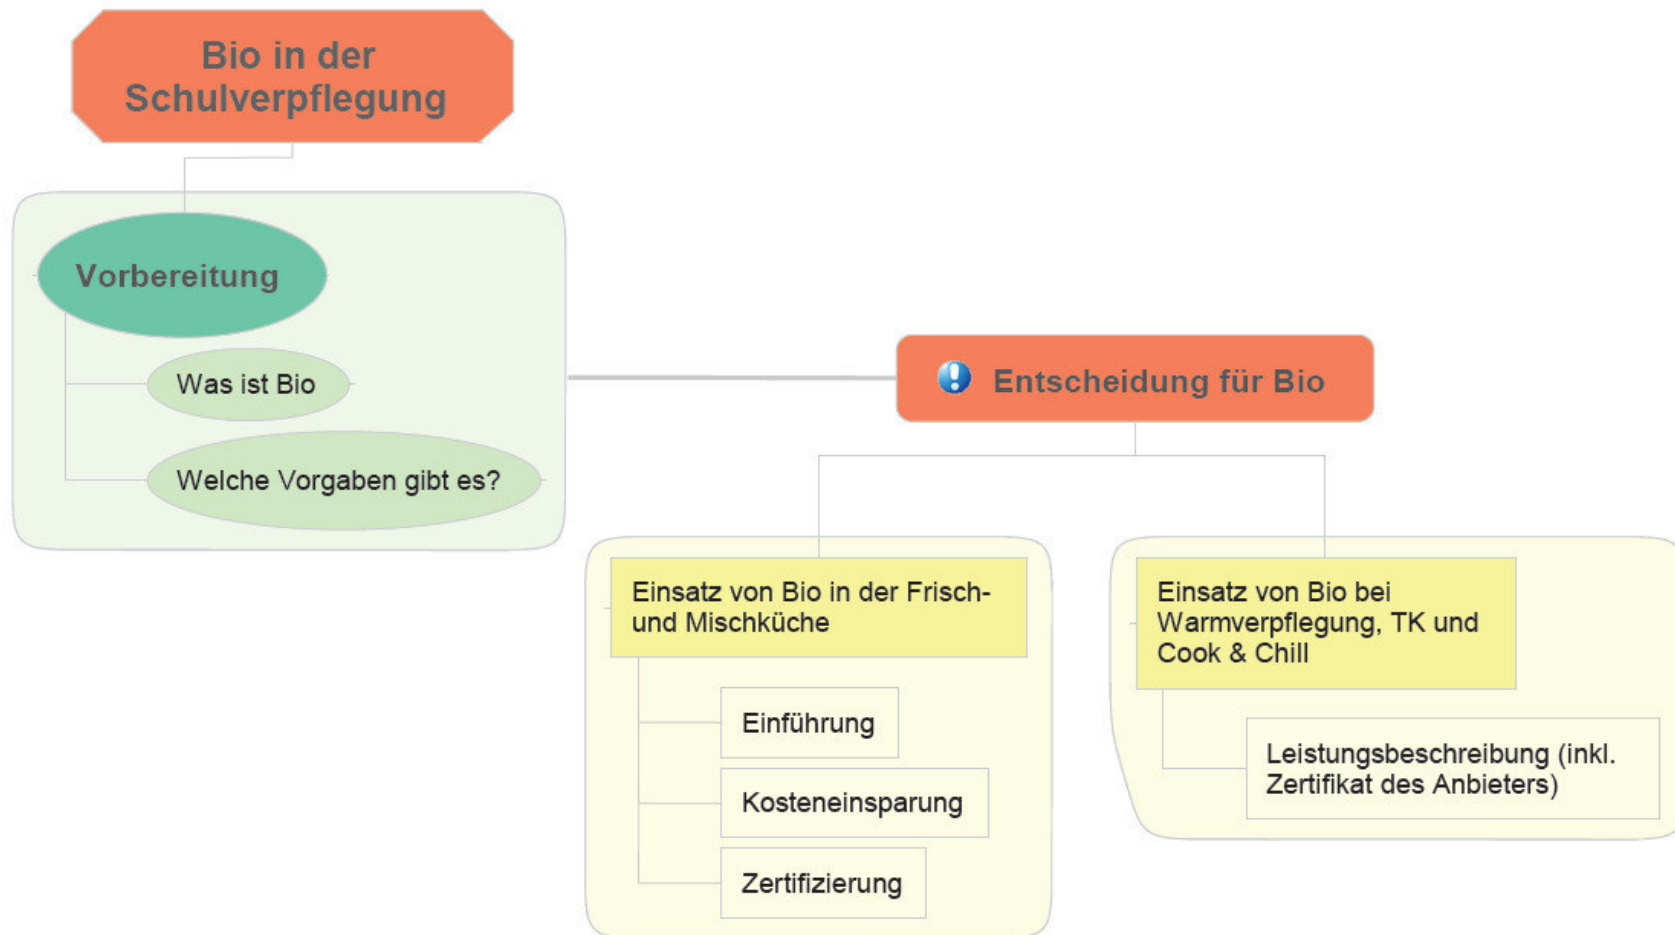 Bio in der
Schulverpflegung
Vorbereitung
Was ist Bio
Welche Vorgaben gibt es?
Entscheidung für Bio
Einsatz von Bio in der Frisch-
und Mischküche
Einführung
Kosteneinsparung
Zertifizierung
Einsatz von Bio bei
Warmverpflegung, TK und
Cook & Chill
Leistungsbeschreibung (inkl.
Zertifikat des Anbieters)